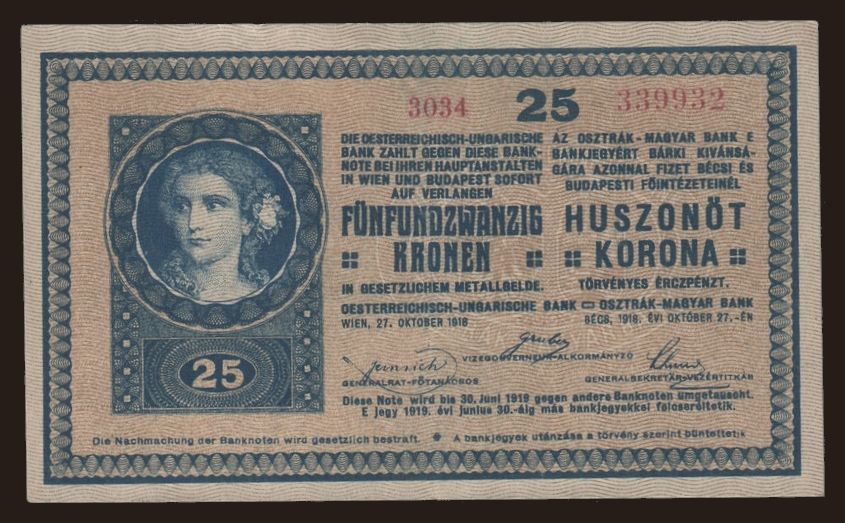 3034 25 339932
DIE OESTERREICHISCH-UNGARISCHE
BANK ZAHLT GEGEN DIESE BANK-
NOTE BEI IHREN HAUPTANSTALTEN
IN WIEN UND BUDAPEST SOFORT
AUF VERLANGEN
FÜNFUNDZWANZIG
KRONEN
IN GESETZLICHEM METALLGELDE.
AZ OSZTRÁK-MAGYAR BANK E
BANKJEGYÉRT BÁRKI KIVÁNSÁ-
GÁRA AZONNAL FIZET BÉCSI ÉS
BUDAPESTI FŐINTÉZETEINÉL
HUSZONÖT
KORONA
TÖRVÉNYES ÉRCZPÉNZT.
OESTERREICHISCH-UNGARISCHE BANK OSZTRÁK-MAGYAR BANK
WIEN, 27. OKTOBER 1918 BÉCS, 1918. ÉVI OKTÓBER 27.-ÉN
VIZEGOUVERNEUR-ALKORMÁNYZÓ
GENERALRAT-FŐTANÁCSOS GENERALSEKRETÄR-VEZÉRTITKÁR
25
Diese Note wird bis 30. Juni 1919 gegen andere Banknoten umgetauscht.
E jegy 1919. évi junius 30.-áig más bankjegyekkel felcseréltetik.
Die Nachmachung der Banknoten wird gesetzlich bestraft. * A bankjegyek utánzása a törvény szerint büntettetik